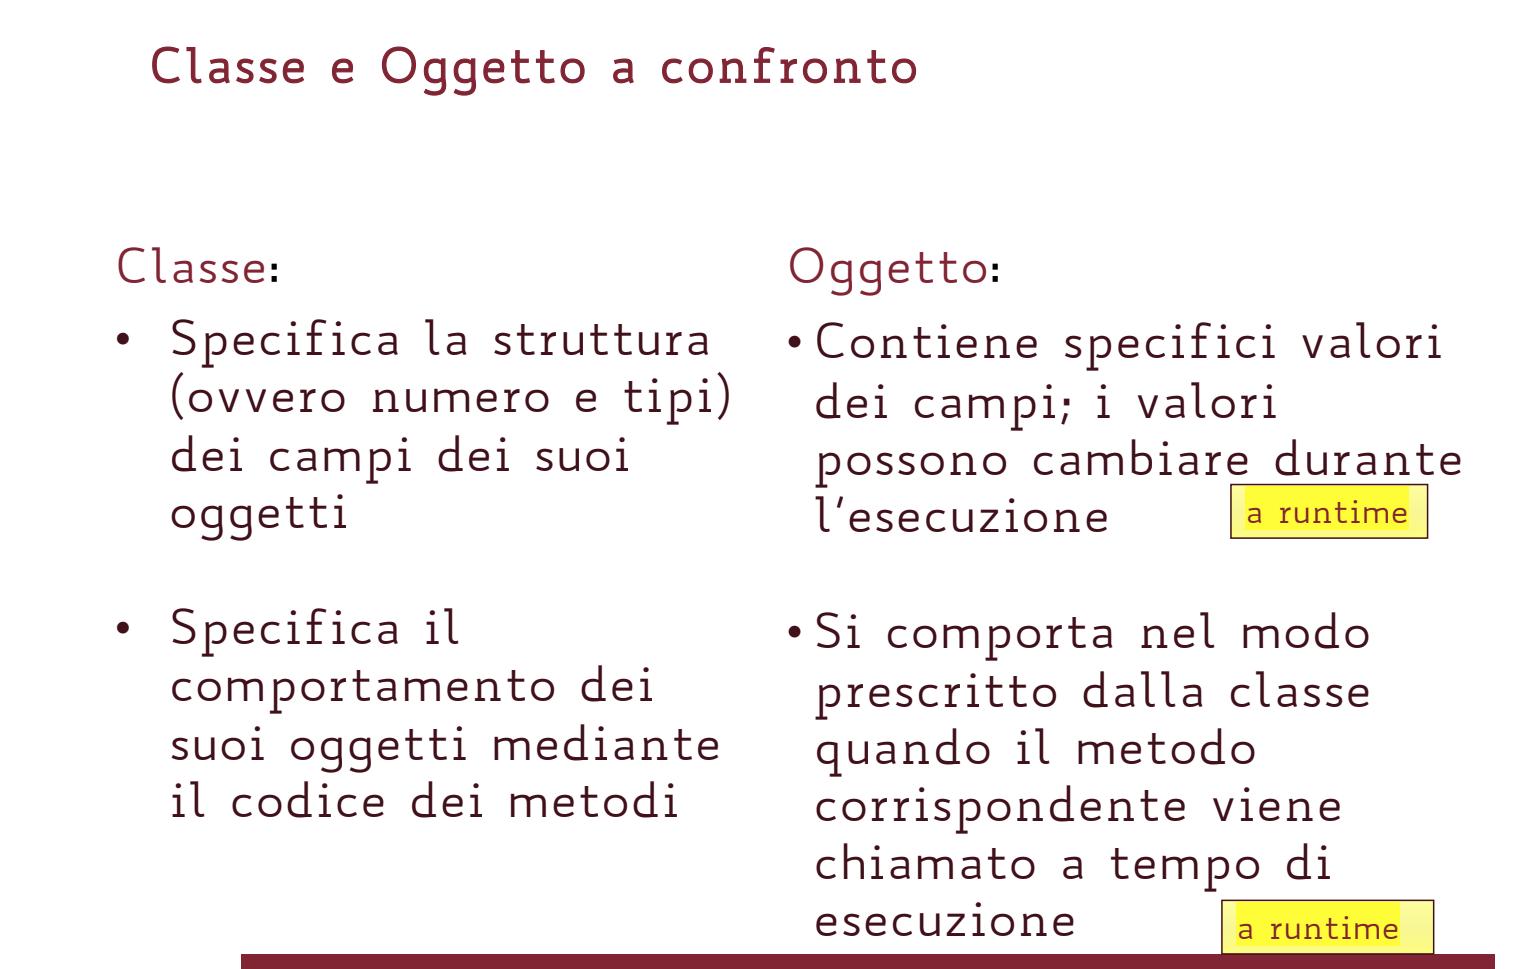 Classe e Oggetto a confronto
Classe:
• Specifica la struttura
(ovvero numero e tipi)
dei campi dei suoi
oggetti
• Specifica il
comportamento dei
suoi oggetti mediante
il codice dei metodi
Oggetto:
• Contiene specifici valori
dei campi; i valori
possono cambiare durante
l’esecuzione
a runtime
• Si comporta nel modo
prescritto dalla classe
quando il metodo
corrispondente viene
chiamato a tempo di
esecuzione
a runtime